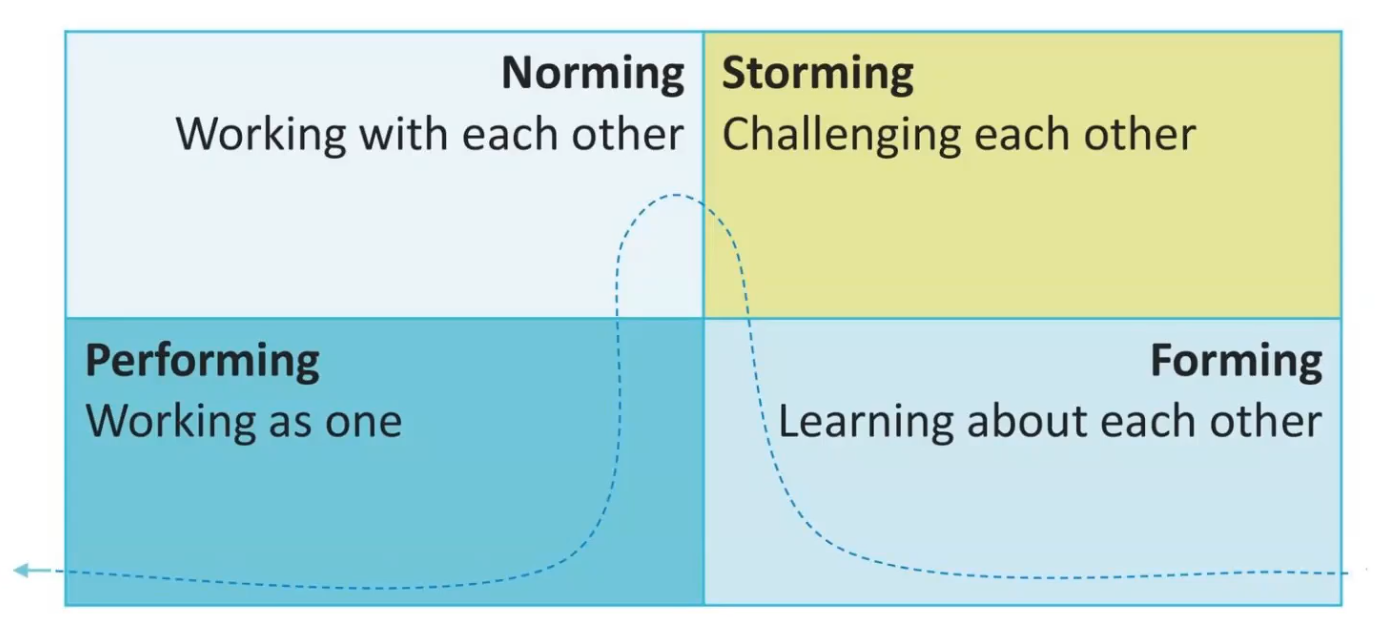 Norming
Working with each other
Storming
Challenging each other
Performing
Working as one
Forming
Learning about each other